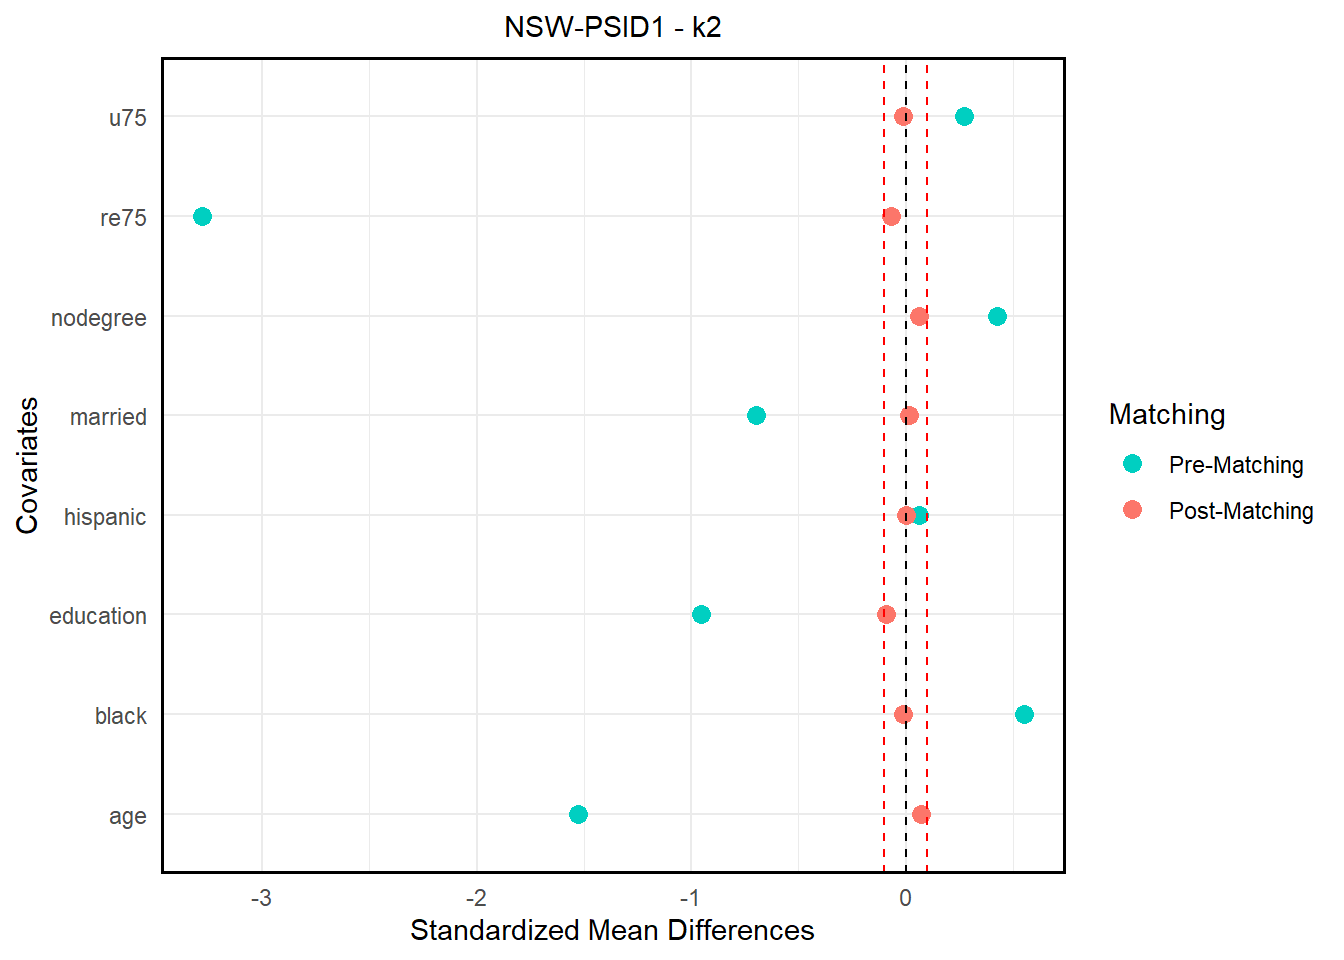 NSW-PSID1 - k2
u75
re75
nodegree
married
hispanic
education
black
age
Covariates
-3 -2 -1 0
Standardized Mean Differences
Matching
Pre-Matching
Post-Matching